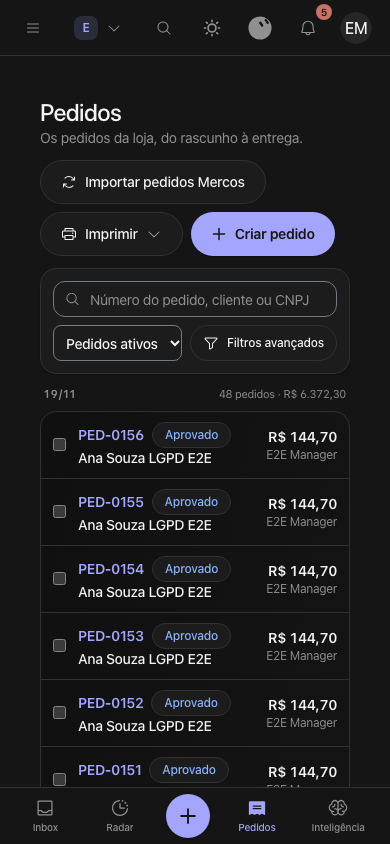 E
5
EM
Pedidos
Os pedidos da loja, do rascunho à entrega.
Importar pedidos Mercos
Imprimir
Criar pedido
Número do pedido, cliente ou CNPJ
Pedidos ativos
Filtros avançados
19/11
48 pedidos · R$ 6.372,30
PED-0156 Aprovado R$ 144,70
Ana Souza LGPD E2E E2E Manager
PED-0155 Aprovado R$ 144,70
Ana Souza LGPD E2E E2E Manager
PED-0154 Aprovado R$ 144,70
Ana Souza LGPD E2E E2E Manager
PED-0153 Aprovado R$ 144,70
Ana Souza LGPD E2E E2E Manager
PED-0152 Aprovado R$ 144,70
Ana Souza LGPD E2E E2E Manager
PED-0151 Aprovado R$ 144,70
Inbox
Radar
Pedidos
Inteligência